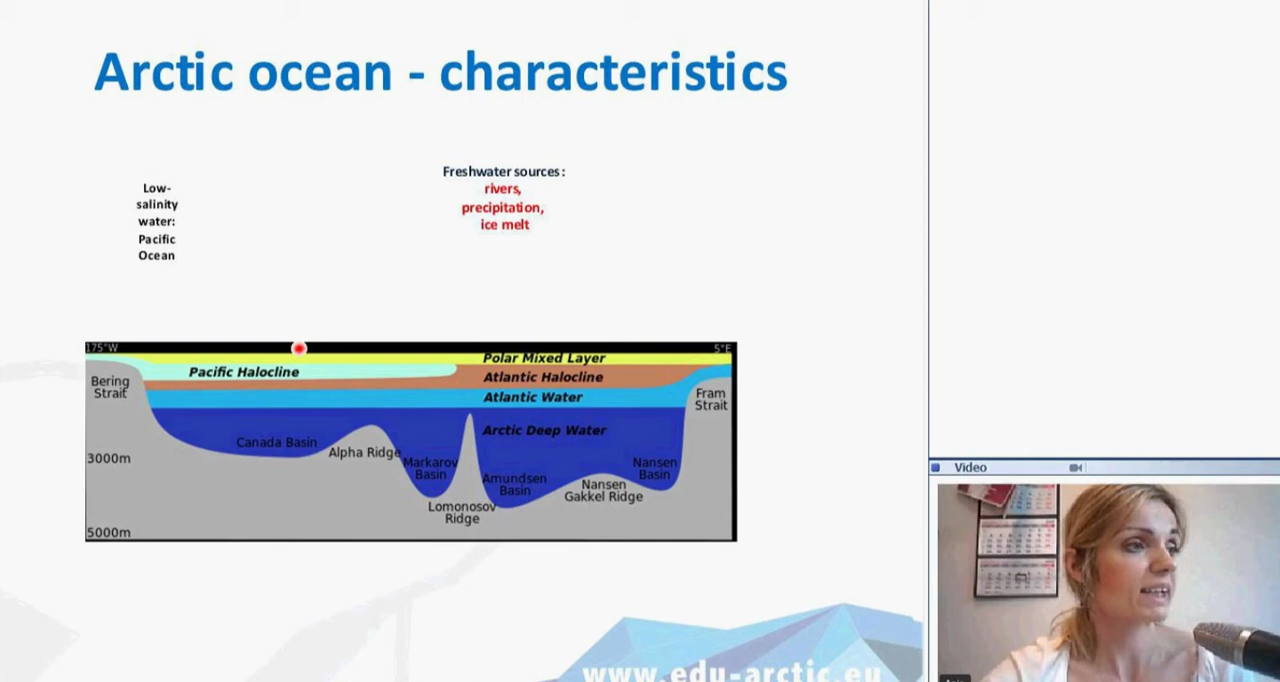 Arctic ocean - characteristics
Freshwater sources:
rivers,
precipitation,
ice melt
Low-
salinity
water:
Pacific
Ocean
175°W
5°E
Polar Mixed Layer
Pacific Halocline
Atlantic Halocline
Bering
Strait
Atlantic Water
Fram
Strait
Arctic Deep Water
Canada Basin
Alpha Ridge
3000m
Markarov
Basin
Nansen
Basin
Amundsen
Basin
Nansen
Gakkel Ridge
Lomonosov
Ridge
5000m
Video
www.edu-arctic.eu